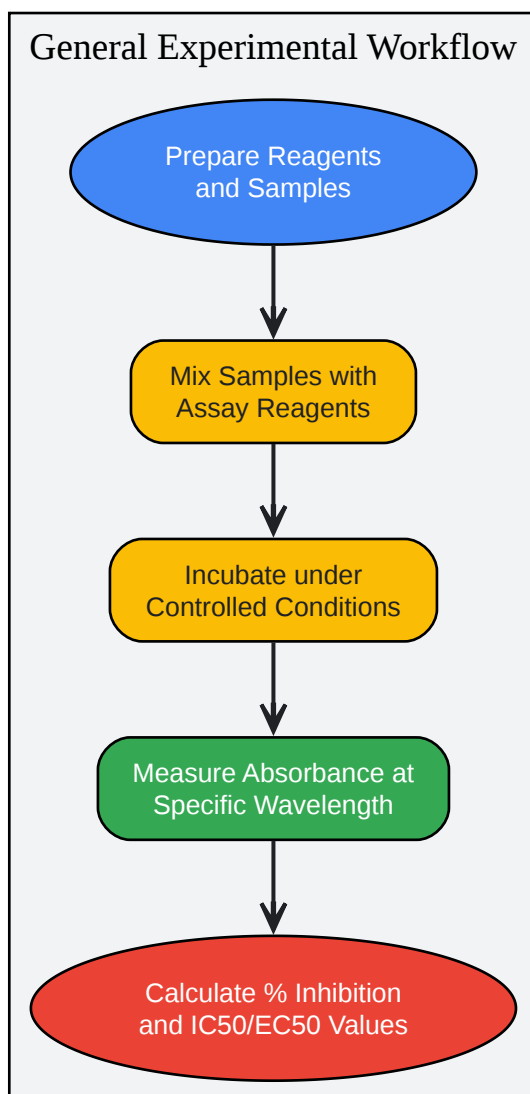 General Experimental Workflow
Prepare Reagents
and Samples
Mix Samples with
Assay Reagents
Incubate under
Controlled Conditions
Measure Absorbance at
Specific Wavelength
Calculate % Inhibition
and IC50/EC50 Values